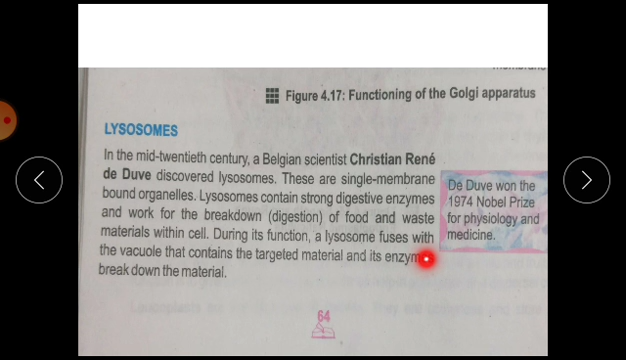 Figure 4.17: Functioning of the Golgi apparatus
LYSOSOMES
In the mid-twentieth century, a Belgian scientist Christian René
de Duve discovered lysosomes. These are single-membrane
bound organelles. Lysosomes contain strong digestive enzymes
and work for the breakdown (digestion) of food and waste
materials within cell. During its function, a lysosome fuses with
the vacuole that contains the targeted material and its
break down the material.
De Duve won the
1974 Nobel Prize
for physiology and
medicine.
64